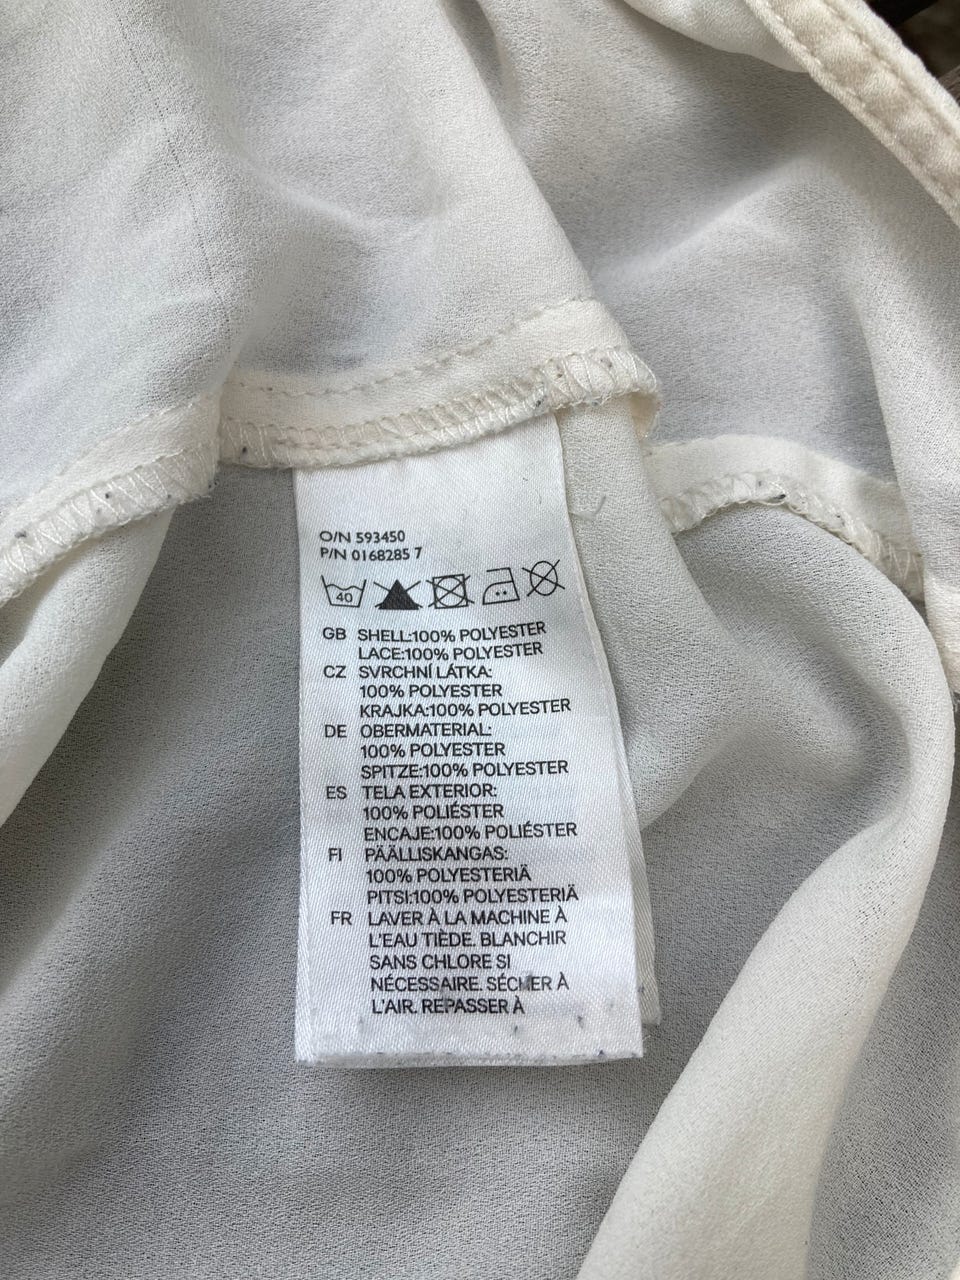 O/N 593450
P/N 0168285 7
40
GB SHELL:100% POLYESTER
LACE:100% POLYESTER
CZ SVRCHNÍ LÁTKA:
100% POLYESTER
KRAJKA:100% POLYESTER
DE OBERMATERIAL:
100% POLYESTER
SPITZE:100% POLYESTER
ES TELA EXTERIOR:
100% POLIÉSTER
ENCAJE:100% POLIÉSTER
FI PÄÄLLISKANGAS:
100% POLYESTERIÄ
PITSI:100% POLYESTERIÄ
FR LAVER À LA MACHINE À
L'EAU TIÈDE. BLANCHIR
SANS CHLORE SI
NÉCESSAIRE. SÉCHER À
L'AIR. REPASSER À